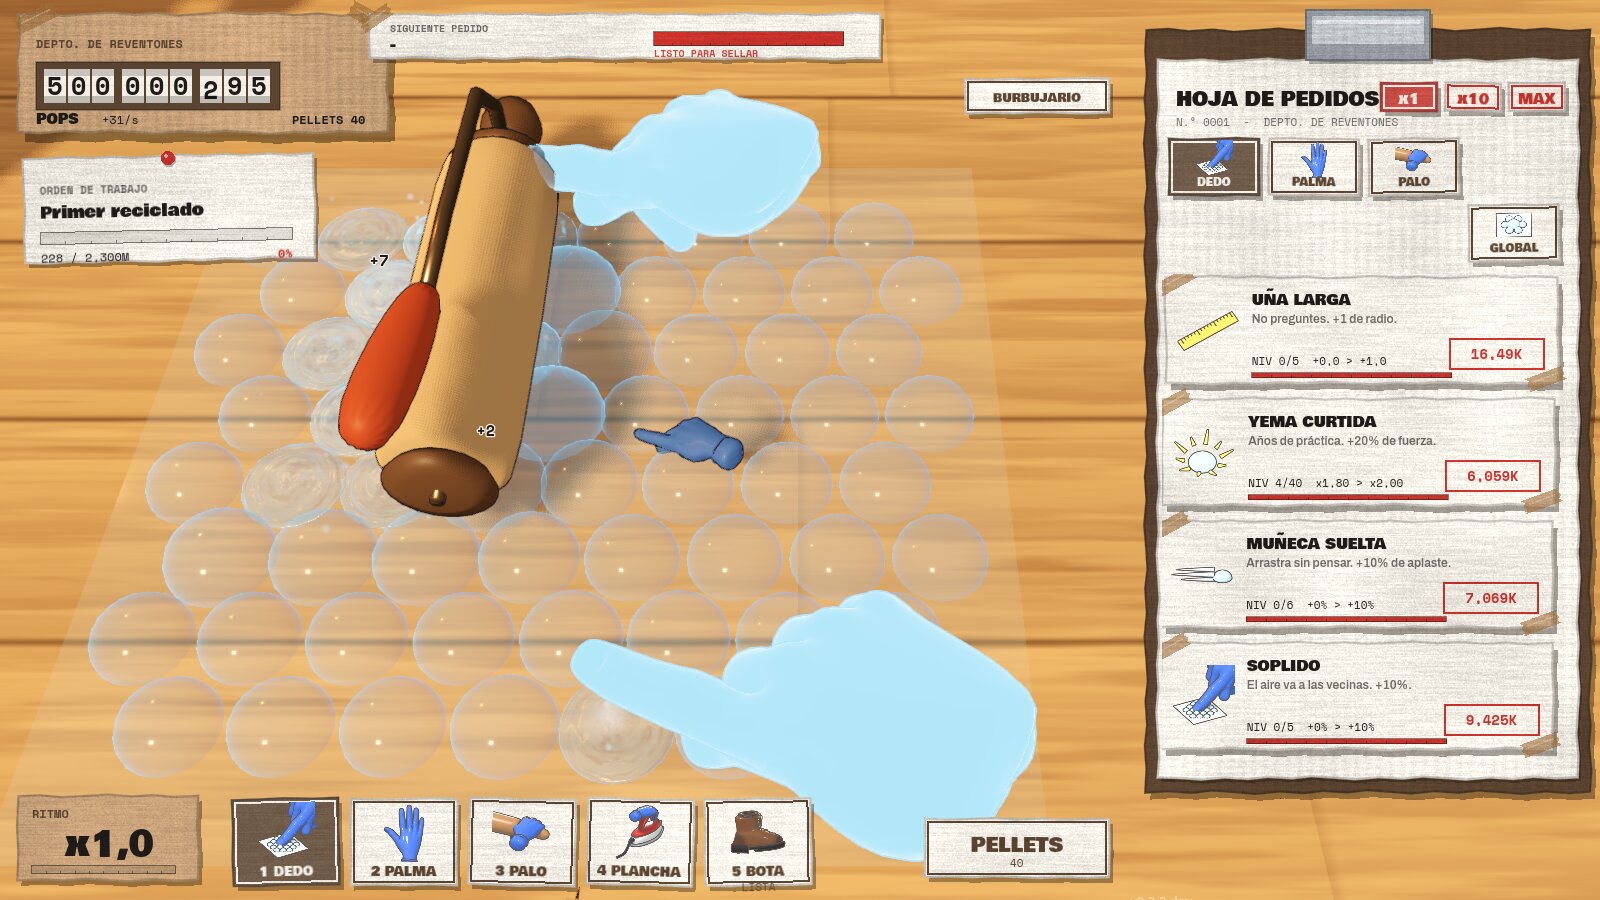 DEPTO. DE REVENTONES
500 000 295
POPS +31/s PELLETS 40
SIGUIENTE PEDIDO
-
LISTO PARA SELLAR
BURBUJARIO
ORDEN DE TRABAJO
Primer reciclado
228 / 2,300M 0%
+7
+2
HOJA DE PEDIDOS x1 x10 MAX
N.° 0001 - DEPTO. DE REVENTONES
DEDO PALMA PALO
GLOBAL
UÑA LARGA
No preguntes. +1 de radio.
NIV 0/5 +0,0 > +1,0
16,49K
YEMA CURTIDA
Años de práctica. +20% de fuerza.
NIV 4/40 x1,80 > x2,00
6,059K
MUÑECA SUELTA
Arrastra sin pensar. +10% de aplaste.
NIV 0/6 +0% > +10%
7,069K
SOPLIDO
El aire va a las vecinas. +10%.
NIV 0/5 +0% > +10%
9,425K
RITMO
x1,0
1 DEDO 2 PALMA 3 PALO 4 PLANCHA 5 BOTA
LISTA
PELLETS
40